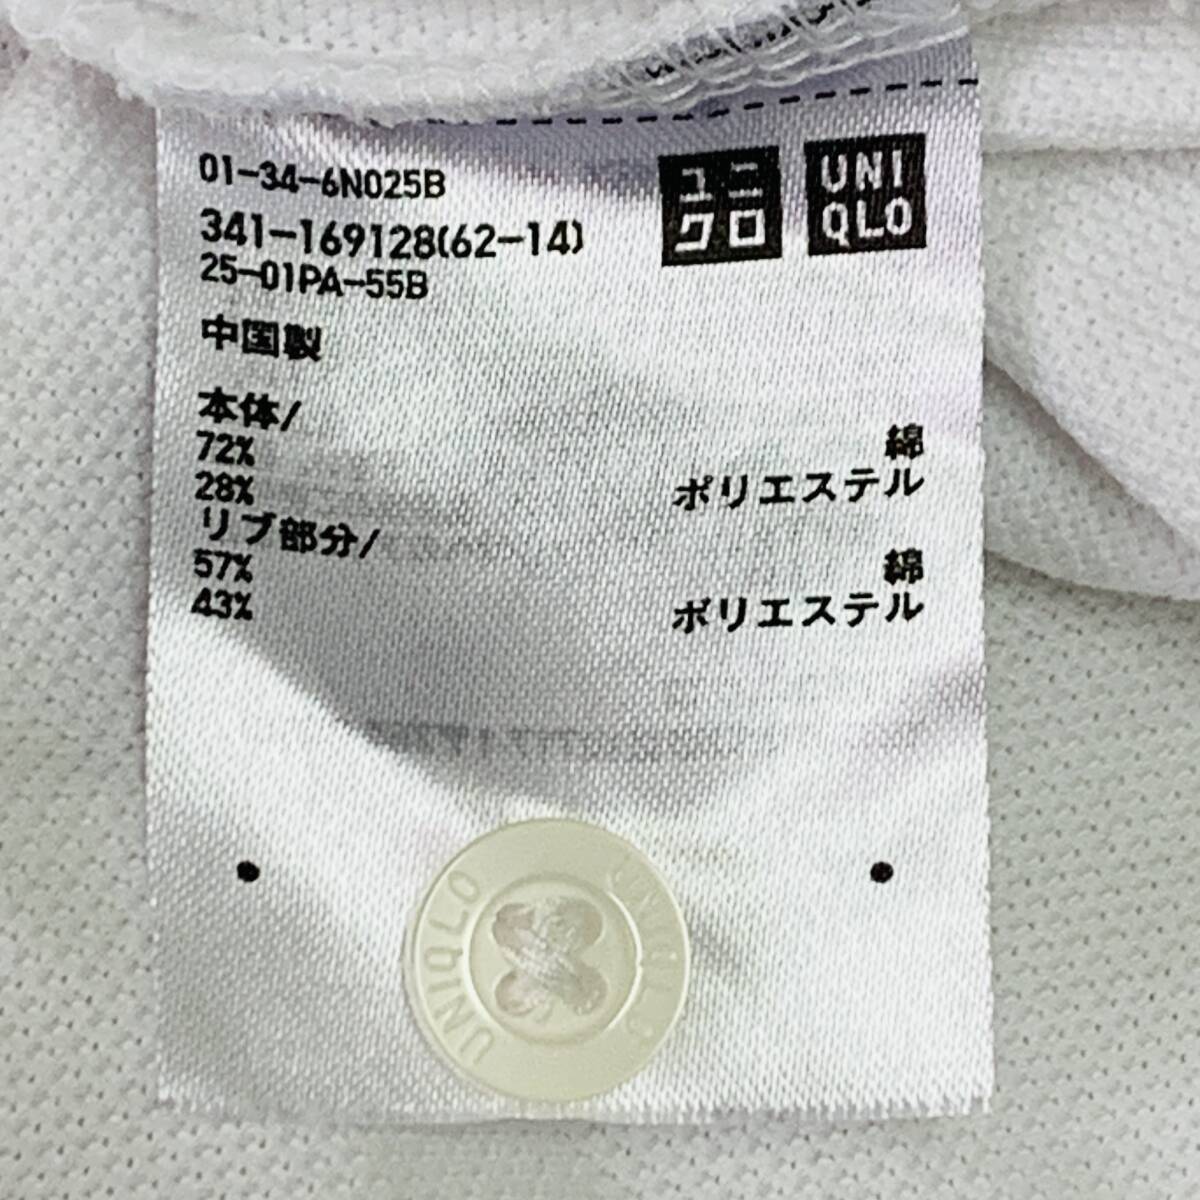 01-34-6N025B
341-169128(62-14)
25-01PA-55B
ユニ
クロ
UNI
QLO
中国製
本体/
72% 綿
28% ポリエステル
リブ部分/
57% 綿
43% ポリエステル
UNIQLO